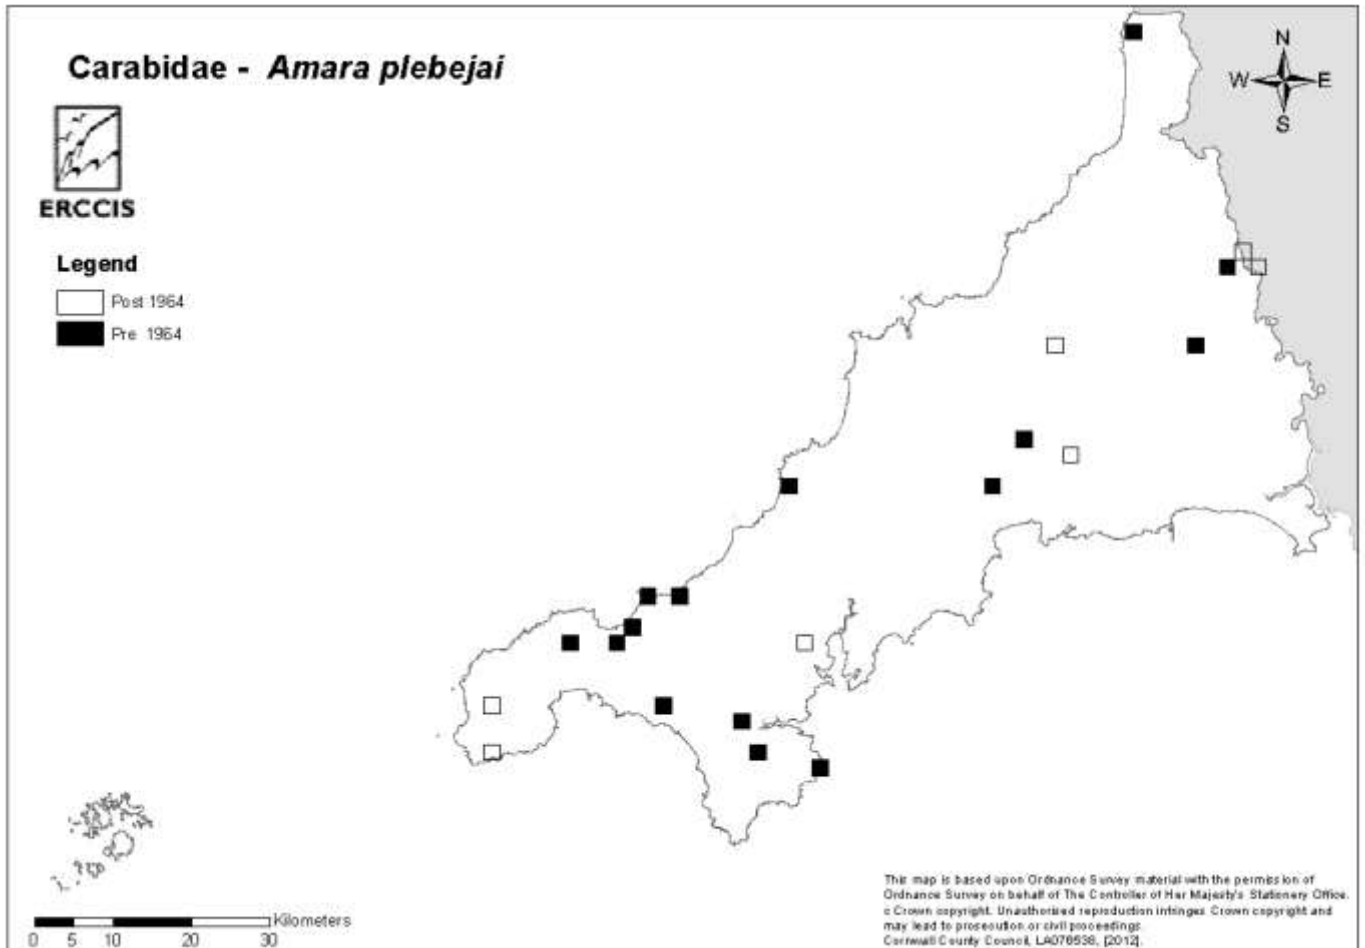 Carabidae - Amara plebejai
N
W E
S
ERCCIS
Legend
Post 1964
Pre 1964
This map is based upon Ordnance Survey material with the permission of
Ordnance Survey on behalf of The Controller of Her Majesty's Stationery Office.
c Crown copyright. Unauthorised reproduction infringes Crown copyright and
may lead to prosecution or civil proceedings.
Cornwall County Council, LA076538, [2012].
Kilometers
0 5 10 20 30